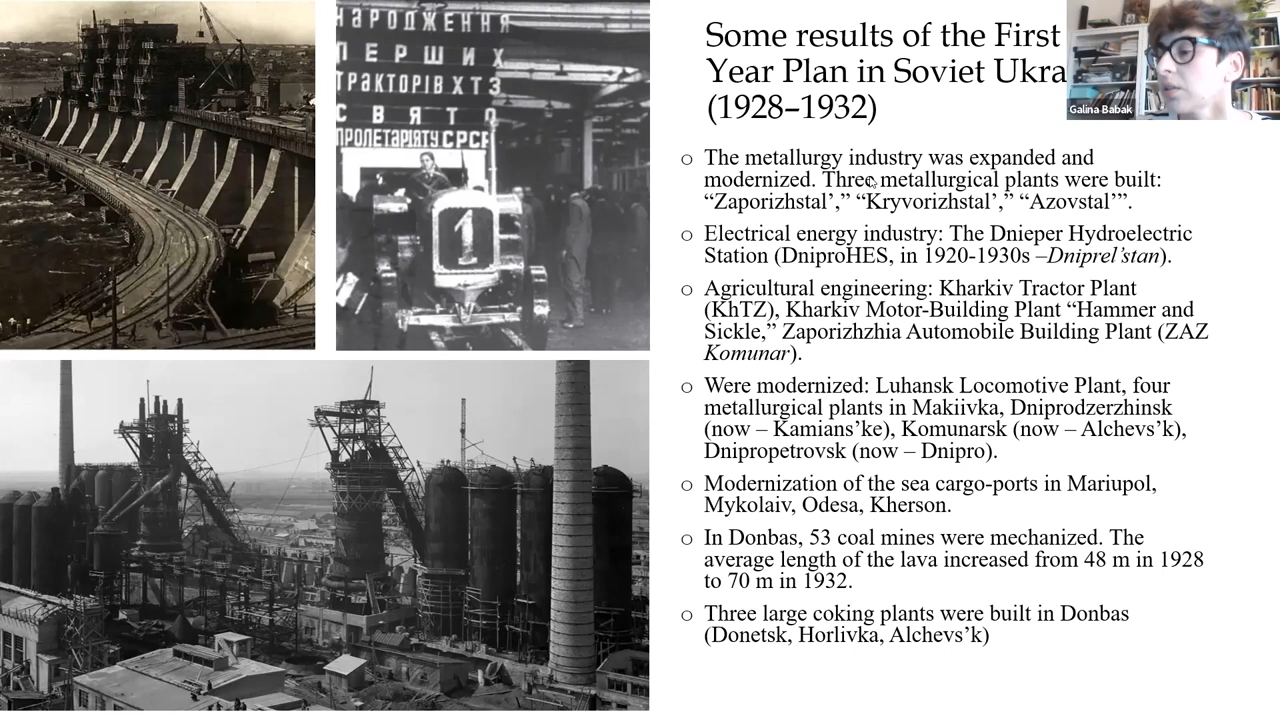 НАРОДЖЕННЯ
ПЕРШИХ
ТРАКТОРІВ ХТЗ
СВЯТО
ПРОЛЕТАРІЯТУ СРСР
1
Some results of the First
Year Plan in Soviet Ukra
(1928–1932)
Galina Babak
○ The metallurgy industry was expanded and
modernized. Three metallurgical plants were built:
“Zaporizhstal’,” “Kryvorizhstal’,” “Azovstal’”.
○ Electrical energy industry: The Dnieper Hydroelectric
Station (DniproHES, in 1920-1930s –Dniprel’stan).
○ Agricultural engineering: Kharkiv Tractor Plant
(KhTZ), Kharkiv Motor-Building Plant “Hammer and
Sickle,” Zaporizhzhia Automobile Building Plant (ZAZ
Komunar).
○ Were modernized: Luhansk Locomotive Plant, four
metallurgical plants in Makiivka, Dniprodzerzhinsk
(now – Kamians’ke), Komunarsk (now – Alchevs’k),
Dnipropetrovsk (now – Dnipro).
○ Modernization of the sea cargo-ports in Mariupol,
Mykolaiv, Odesa, Kherson.
○ In Donbas, 53 coal mines were mechanized. The
average length of the lava increased from 48 m in 1928
to 70 m in 1932.
○ Three large coking plants were built in Donbas
(Donetsk, Horlivka, Alchevs’k)